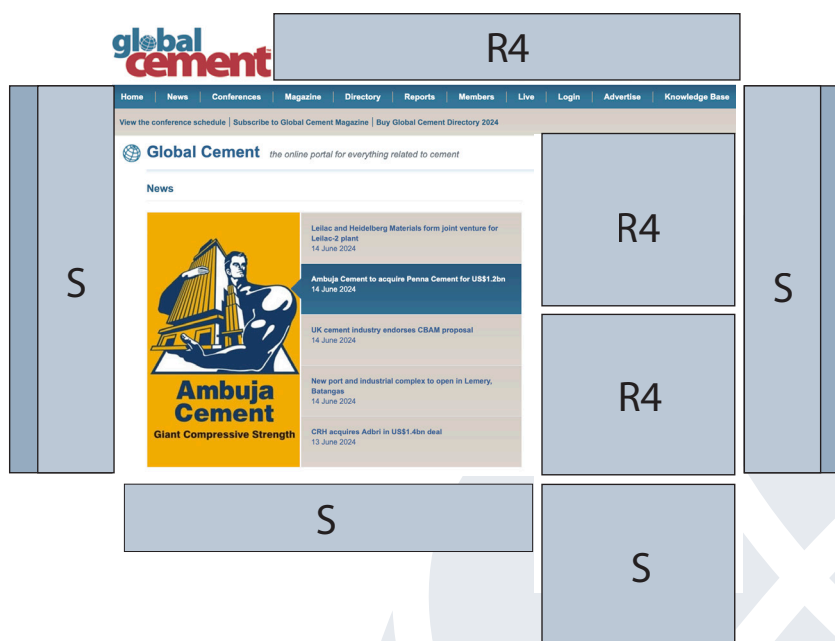 global
cement
R4
Home News Conferences Magazine Directory Reports Members Live Login Advertise Knowledge Base
View the conference schedule | Subscribe to Global Cement Magazine | Buy Global Cement Directory 2024
Global Cement the online portal for everything related to cement
News
Leilac and Heidelberg Materials form joint venture for
Leilac-2 plant
14 June 2024
Ambuja Cement to acquire Penna Cement for US$1.2bn
14 June 2024
UK cement industry endorses CBAM proposal
14 June 2024
New port and industrial complex to open in Lemery,
Batangas
14 June 2024
CRH acquires Adbri in US$1.4bn deal
13 June 2024
Ambuja
Cement
Giant Compressive Strength
R4
R4
S
S
S
S